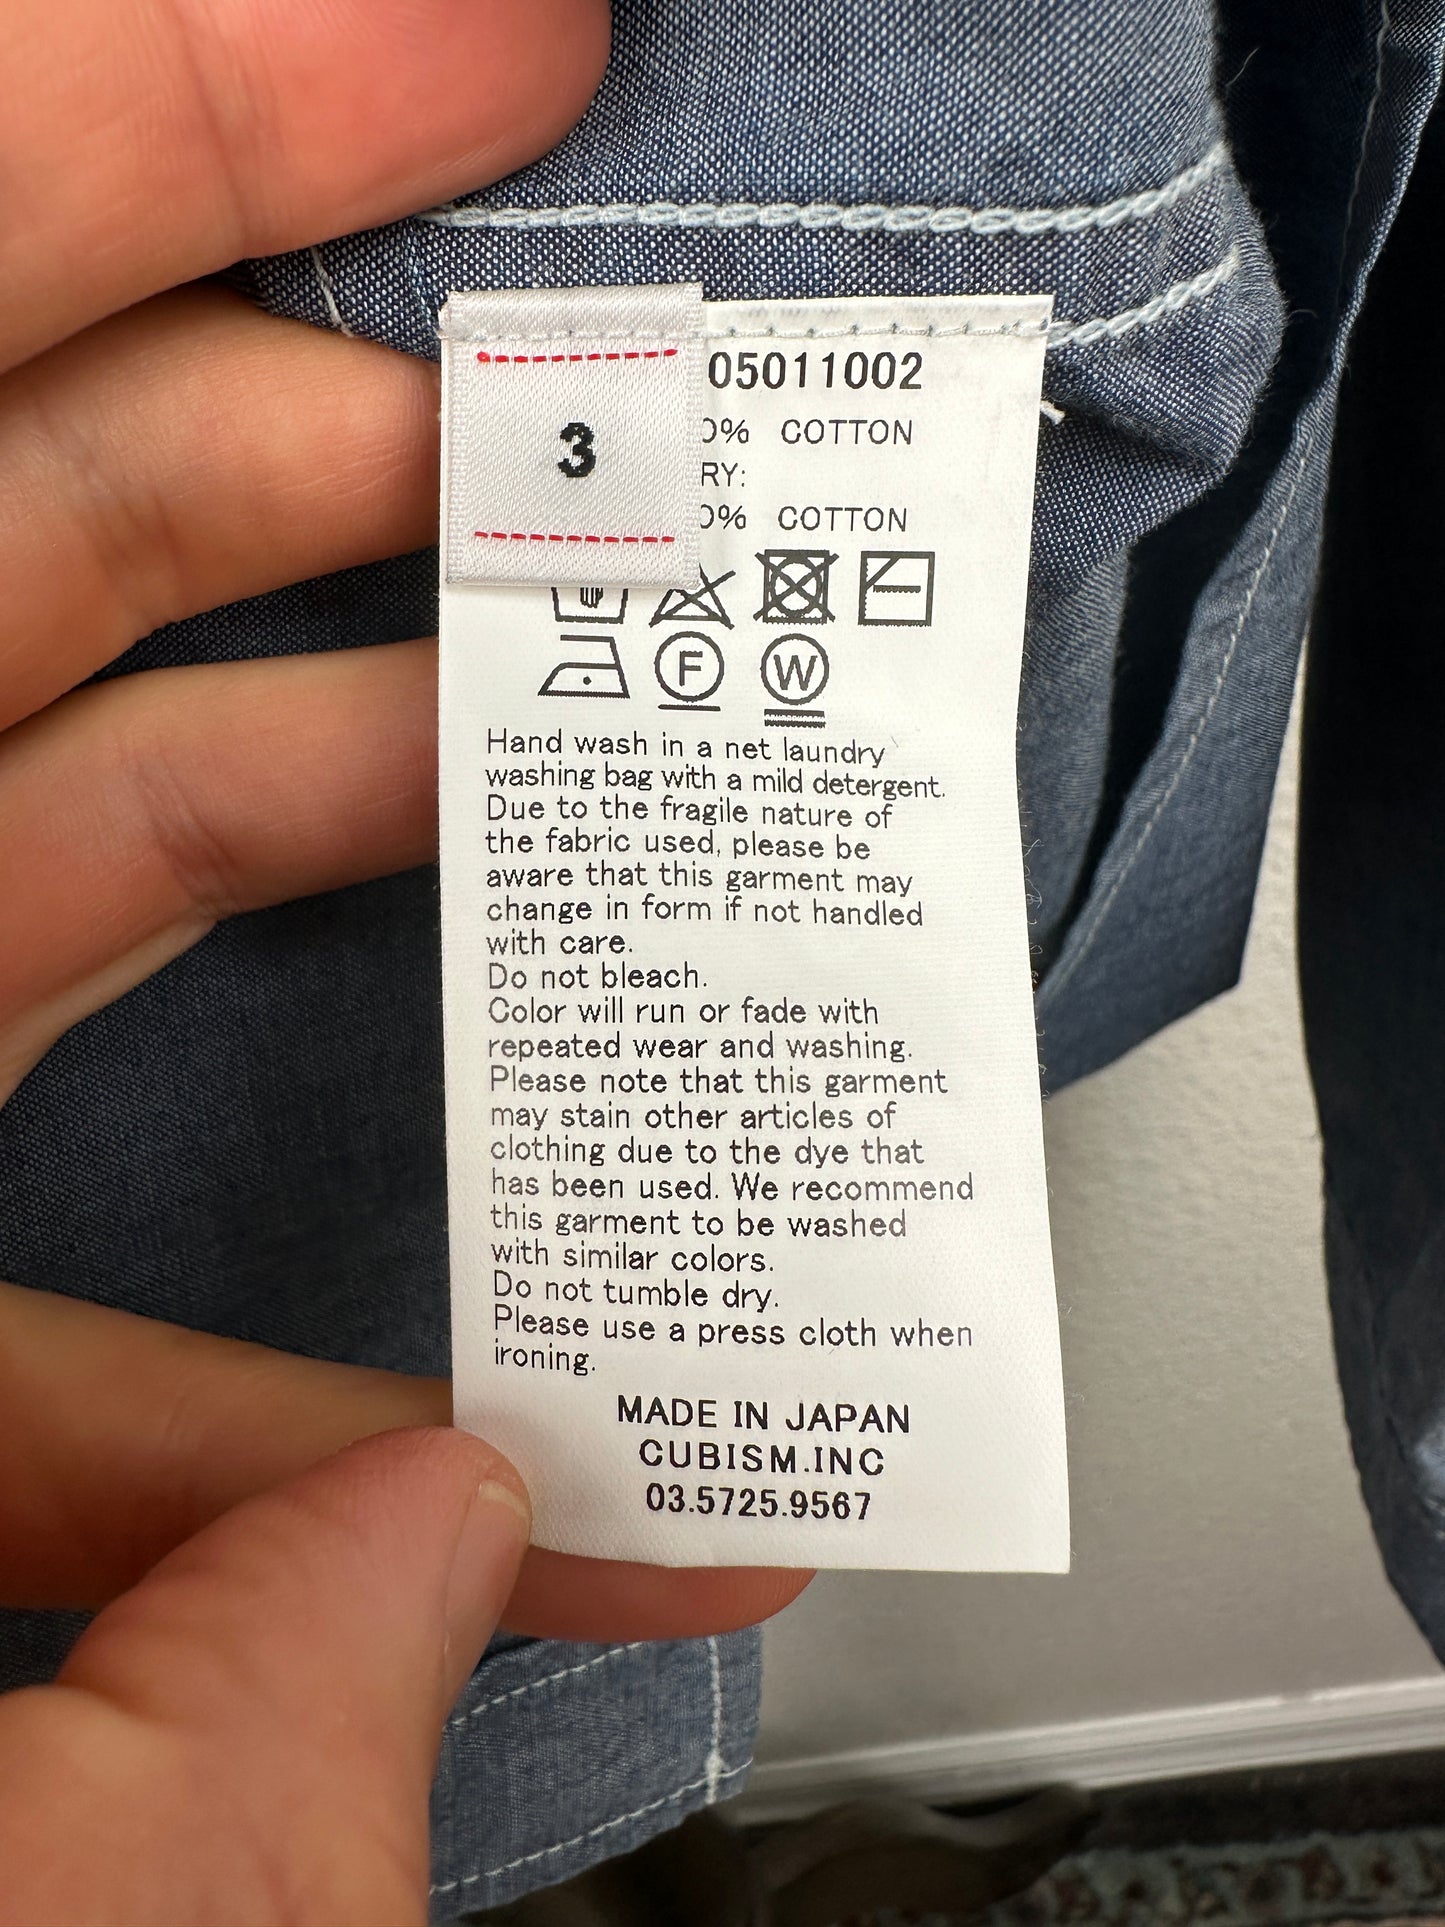 3
05011002
0% COTTON
RY:
0% COTTON
F
W
Hand wash in a net laundry
washing bag with a mild detergent.
Due to the fragile nature of
the fabric used, please be
aware that this garment may
change in form if not handled
with care.
Do not bleach.
Color will run or fade with
repeated wear and washing.
Please note that this garment
may stain other articles of
clothing due to the dye that
has been used. We recommend
this garment to be washed
with similar colors.
Do not tumble dry.
Please use a press cloth when
ironing.
MADE IN JAPAN
CUBISM.INC
03.5725.9567